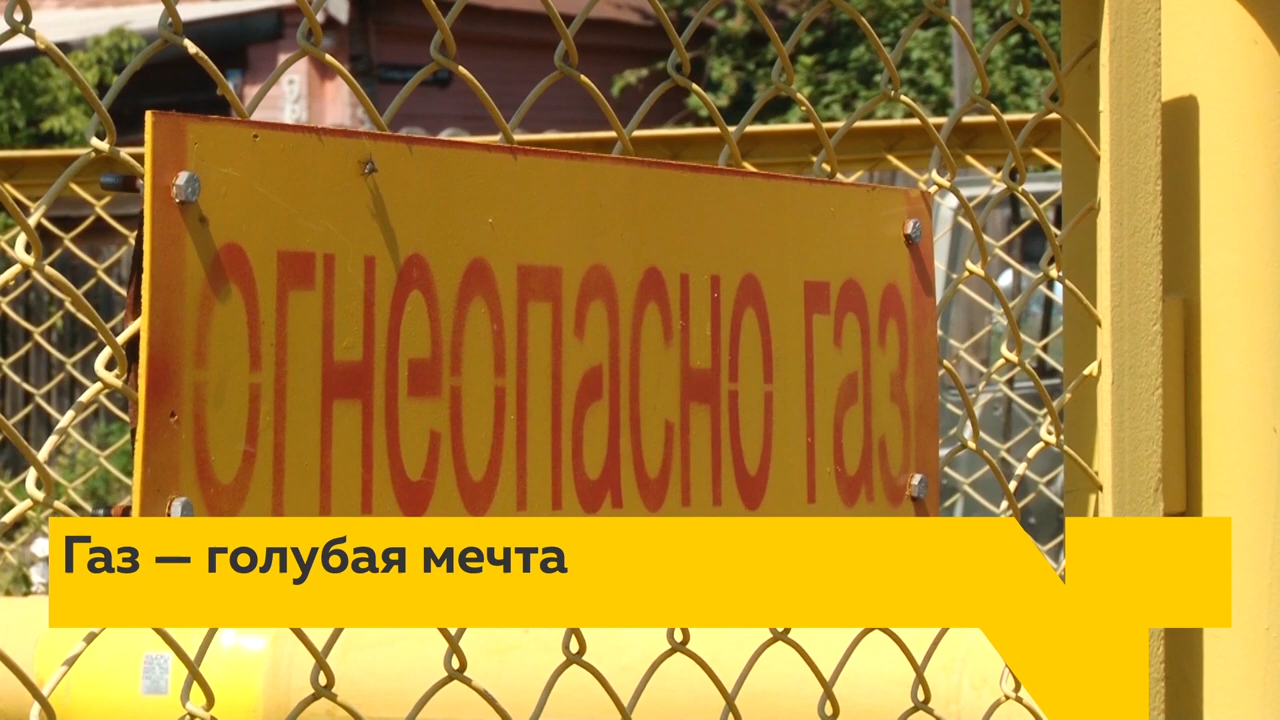 огнеопасно газ
Газ — голубая мечта